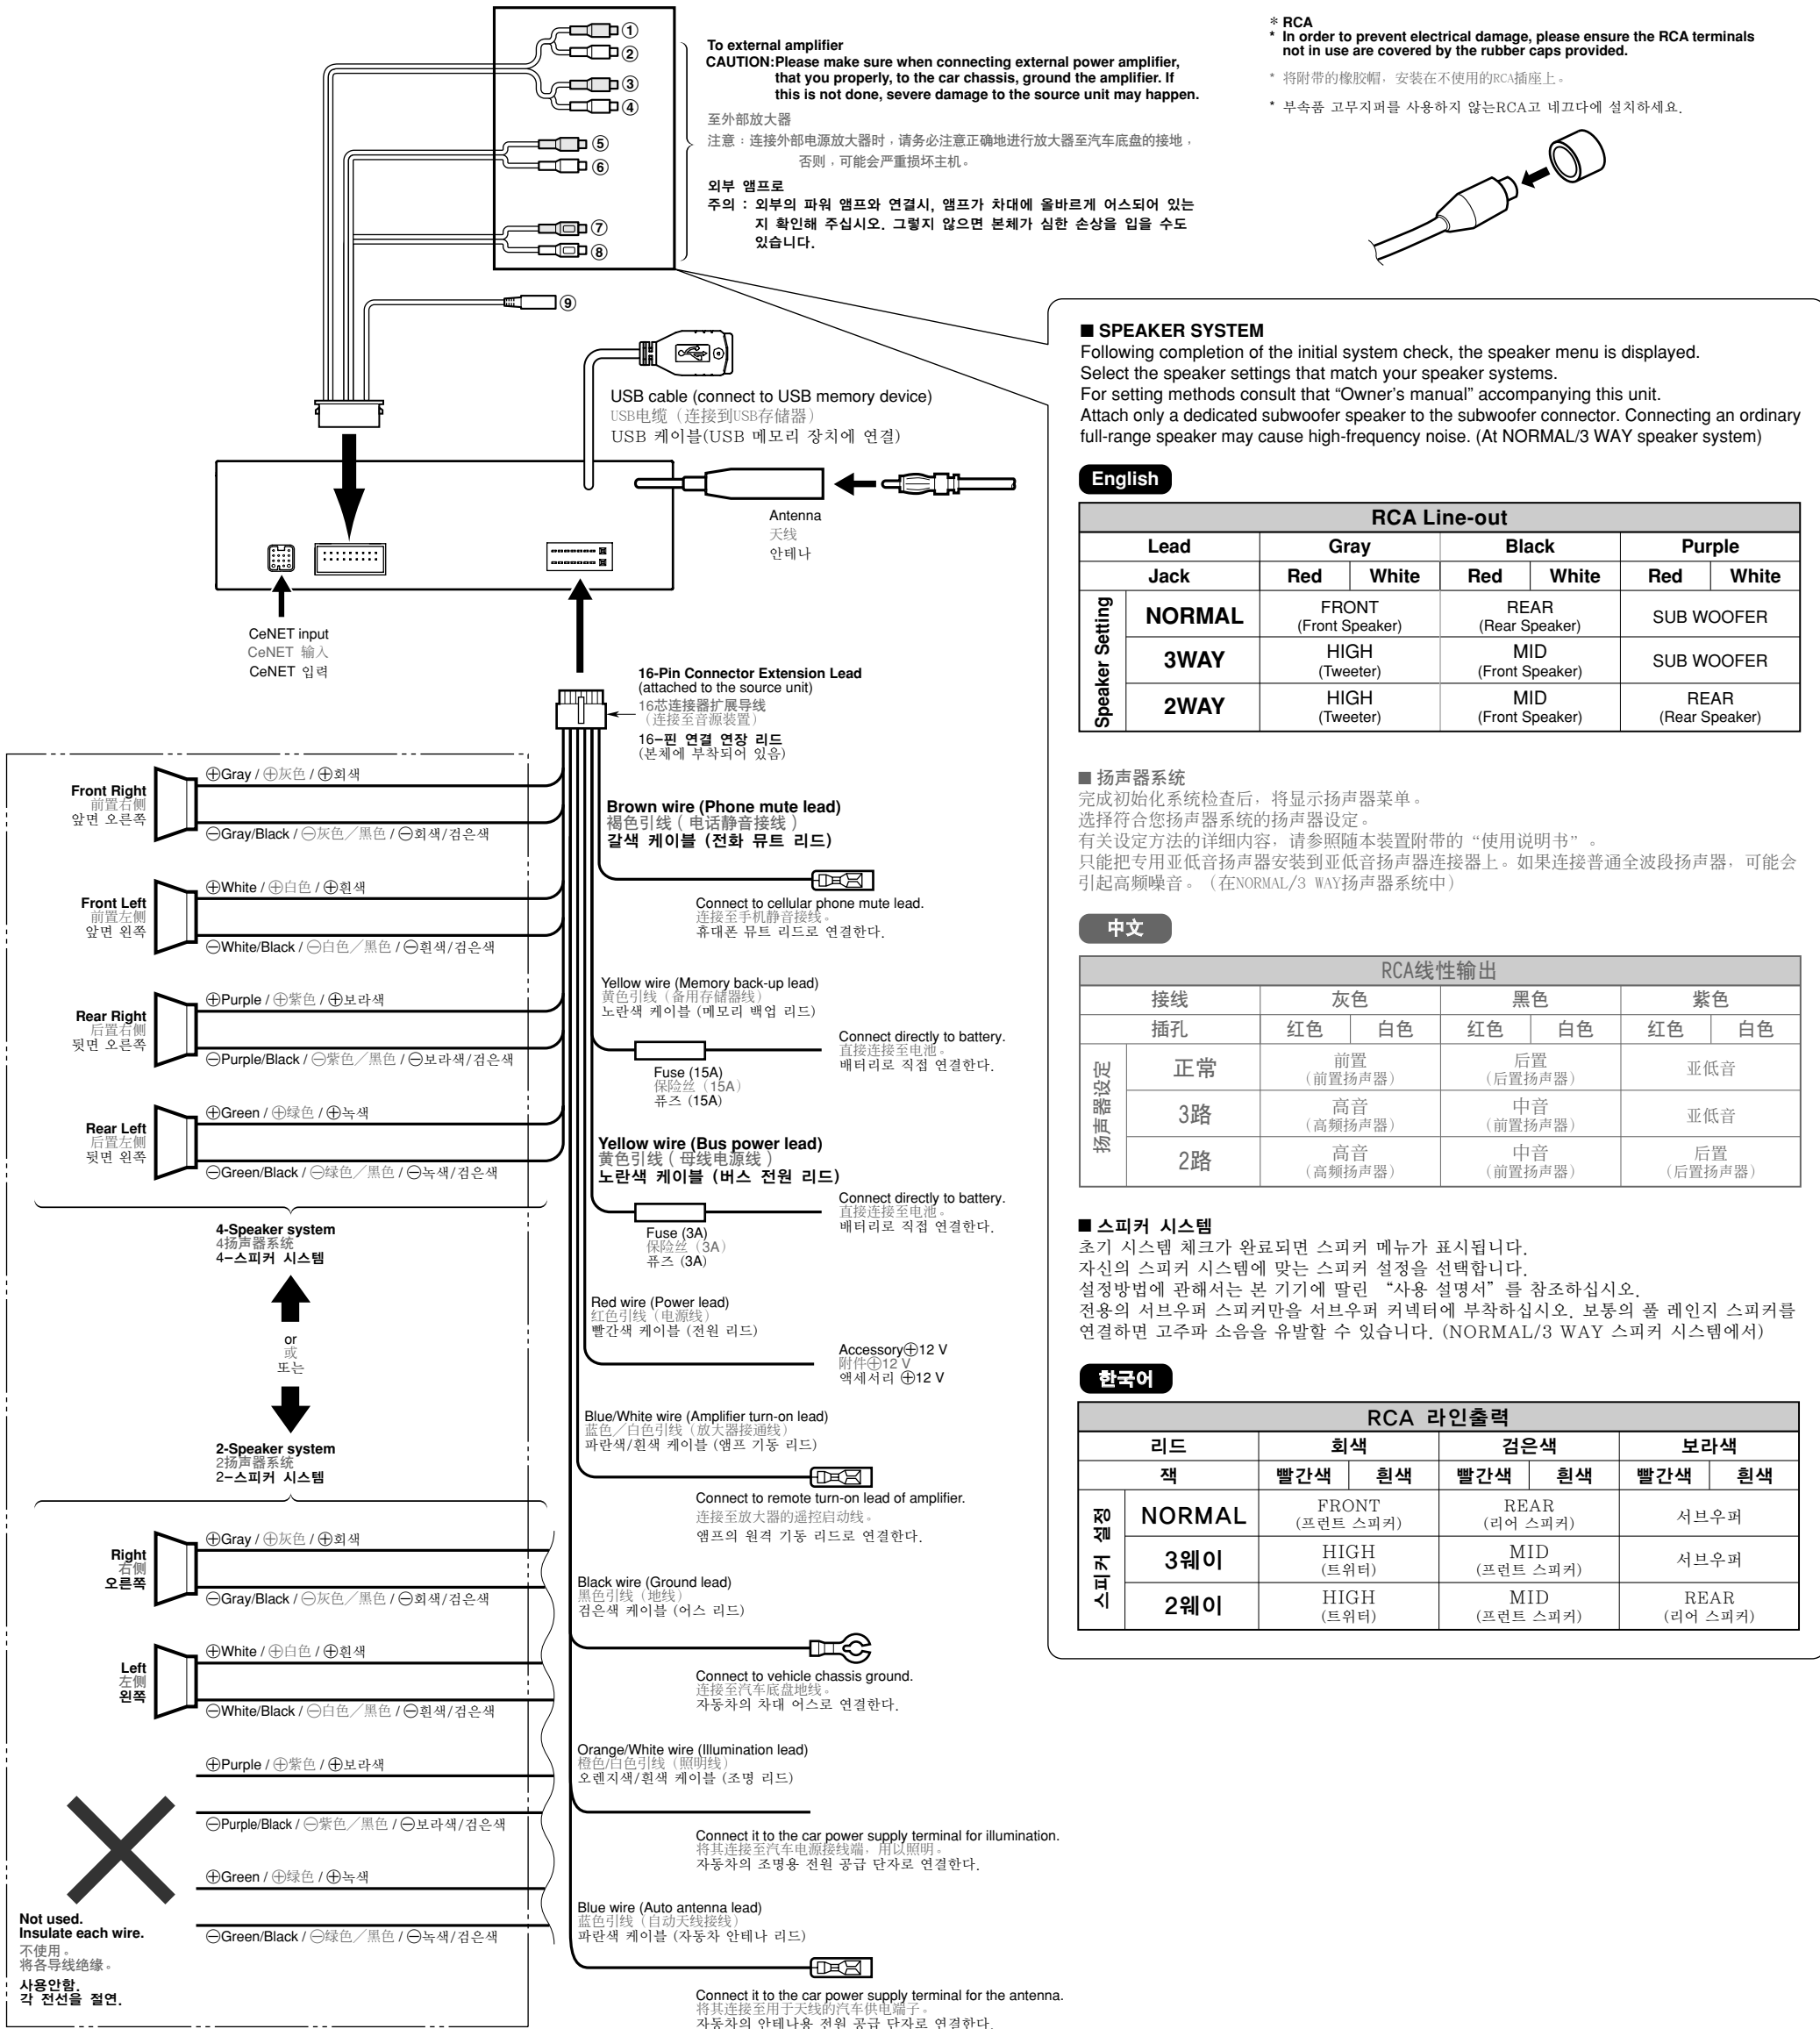 ①
②
③
④
⑤
⑥
⑦
⑧
⑨
To external amplifier
CAUTION:Please make sure when connecting external power amplifier,
that you properly, to the car chassis, ground the amplifier. If
this is not done, severe damage to the source unit may happen.
至外部放大器
注意：连接外部电源放大器时，请务必注意正确地进行放大器至汽车底盘的接地，
否则，可能会严重损坏主机。
외부 앰프로
주의 : 외부의 파워 앰프와 연결시, 앰프가 차대에 올바르게 어스되어 있는
지 확인해 주십시오. 그렇지 않으면 본체가 심한 손상을 입을 수도
있습니다.
* RCA
* In order to prevent electrical damage, please ensure the RCA terminals
not in use are covered by the rubber caps provided.
* 将附带的橡胶帽，安装在不使用的RCA插座上。
* 부속품 고무지퍼를 사용하지 않는RCA고 네끄다에 설치하세요.
USB cable (connect to USB memory device)
USB电缆（连接到USB存储器）
USB 케이블(USB 메모리 장치에 연결)
Antenna
天线
안테나
CeNET input
CeNET 输入
CeNET 입력
16-Pin Connector Extension Lead
(attached to the source unit)
16芯连接器扩展导线
（连接至音源装置）
16-핀 연결 연장 리드
(본체에 부착되어 있음)
Front Right
前置右侧
앞면 오른쪽
⊕Gray / ⊕灰色 / ⊕회색
⊖Gray/Black / ⊖灰色／黑色 / ⊖회색/검은색
Front Left
前置左侧
앞면 왼쪽
⊕White / ⊕白色 / ⊕흰색
⊖White/Black / ⊖白色／黑色 / ⊖흰색/검은색
Rear Right
后置右侧
뒷면 오른쪽
⊕Purple / ⊕紫色 / ⊕보라색
⊖Purple/Black / ⊖紫色／黑色 / ⊖보라색/검은색
Rear Left
后置左侧
뒷면 왼쪽
⊕Green / ⊕绿色 / ⊕녹색
⊖Green/Black / ⊖绿色／黑色 / ⊖녹색/검은색
4-Speaker system
4扬声器系统
4-스피커 시스템
or
或
또는
2-Speaker system
2扬声器系统
2-스피커 시스템
Right
右侧
오른쪽
⊕Gray / ⊕灰色 / ⊕회색
⊖Gray/Black / ⊖灰色／黑色 / ⊖회색/검은색
Left
左侧
왼쪽
⊕White / ⊕白色 / ⊕흰색
⊖White/Black / ⊖白色／黑色 / ⊖흰색/검은색
⊕Purple / ⊕紫色 / ⊕보라색
⊖Purple/Black / ⊖紫色／黑色 / ⊖보라색/검은색
⊕Green / ⊕绿色 / ⊕녹색
⊖Green/Black / ⊖绿色／黑色 / ⊖녹색/검은색
Not used.
Insulate each wire.
不使用。
将各导线绝缘。
사용안함.
각 전선을 절연.
Brown wire (Phone mute lead)
褐色引线（电话静音接线）
갈색 케이블 (전화 뮤트 리드)
Connect to cellular phone mute lead.
连接至手机静音接线。
휴대폰 뮤트 리드로 연결한다.
Yellow wire (Memory back-up lead)
黄色引线（备用存储器线）
노란색 케이블 (메모리 백업 리드)
Connect directly to battery.
直接连接至电池。
배터리로 직접 연결한다.
Fuse (15A)
保险丝（15A）
퓨즈 (15A)
Yellow wire (Bus power lead)
黄色引线（母线电源线）
노란색 케이블 (버스 전원 리드)
Connect directly to battery.
直接连接至电池。
배터리로 직접 연결한다.
Fuse (3A)
保险丝（3A）
퓨즈 (3A)
Red wire (Power lead)
红色引线（电源线）
빨간색 케이블 (전원 리드)
Accessory⊕12 V
附件⊕12 V
액세서리 ⊕12 V
Blue/White wire (Amplifier turn-on lead)
蓝色／白色引线（放大器接通线）
파란색/흰색 케이블 (앰프 기동 리드)
Connect to remote turn-on lead of amplifier.
连接至放大器的遥控启动线。
앰프의 원격 기동 리드로 연결한다.
Black wire (Ground lead)
黑色引线（地线）
검은색 케이블 (어스 리드)
Connect to vehicle chassis ground.
连接至汽车底盘地线。
자동차의 차대 어스로 연결한다.
Orange/White wire (Illumination lead)
橙色/白色引线（照明线）
오렌지색/흰색 케이블 (조명 리드)
Connect it to the car power supply terminal for illumination.
将其连接至汽车电源接线端，用以照明。
자동차의 조명용 전원 공급 단자로 연결한다.
Blue wire (Auto antenna lead)
蓝色引线（自动天线接线）
파란색 케이블 (자동차 안테나 리드)
Connect it to the car power supply terminal for the antenna.
将其连接至用于天线的汽车供电端子。
자동차의 안테나용 전원 공급 단자로 연결한다.
■ SPEAKER SYSTEM
Following completion of the initial system check, the speaker menu is displayed.
Select the speaker settings that match your speaker systems.
For setting methods consult that “Owner’s manual” accompanying this unit.
Attach only a dedicated subwoofer speaker to the subwoofer connector. Connecting an ordinary
full-range speaker may cause high-frequency noise. (At NORMAL/3 WAY speaker system)
English
RCA Line-out
Lead Gray Black Purple
Jack Red White Red White Red White
Speaker Setting
NORMAL FRONT (Front Speaker) REAR (Rear Speaker) SUB WOOFER
3WAY HIGH (Tweeter) MID (Front Speaker) SUB WOOFER
2WAY HIGH (Tweeter) MID (Front Speaker) REAR (Rear Speaker)
■ 扬声器系统
完成初始化系统检查后，将显示扬声器菜单。
选择符合您扬声器系统的扬声器设定。
有关设定方法的详细内容，请参照随本装置附带的“使用说明书”。
只能把专用亚低音扬声器安装到亚低音扬声器连接器上。如果连接普通全波段扬声器，可能会
引起高频噪音。（在NORMAL/3 WAY扬声器系统中）
中文
RCA线性输出
接线 灰色 黑色 紫色
插孔 红色 白色 红色 白色 红色 白色
扬声器设定
正常 前置 （前置扬声器） 后置 （后置扬声器） 亚低音
3路 高音 （高频扬声器） 中音 （前置扬声器） 亚低音
2路 高音 （高频扬声器） 中音 （前置扬声器） 后置 （后置扬声器）
■ 스피커 시스템
초기 시스템 체크가 완료되면 스피커 메뉴가 표시됩니다.
자신의 스피커 시스템에 맞는 스피커 설정을 선택합니다.
설정방법에 관해서는 본 기기에 딸린 “사용 설명서”를 참조하십시오.
전용의 서브우퍼 스피커만을 서브우퍼 커넥터에 부착하십시오. 보통의 풀 레인지 스피커를
연결하면 고주파 소음을 유발할 수 있습니다. (NORMAL/3 WAY 스피커 시스템에서)
한국어
RCA 라인출력
리드 회색 검은색 보라색
잭 빨간색 흰색 빨간색 흰색 빨간색 흰색
스피커 설정
NORMAL FRONT (프런트 스피커) REAR (리어 스피커) 서브우퍼
3웨이 HIGH (트위터) MID (프런트 스피커) 서브우퍼
2웨이 HIGH (트위터) MID (프런트 스피커) REAR (리어 스피커)